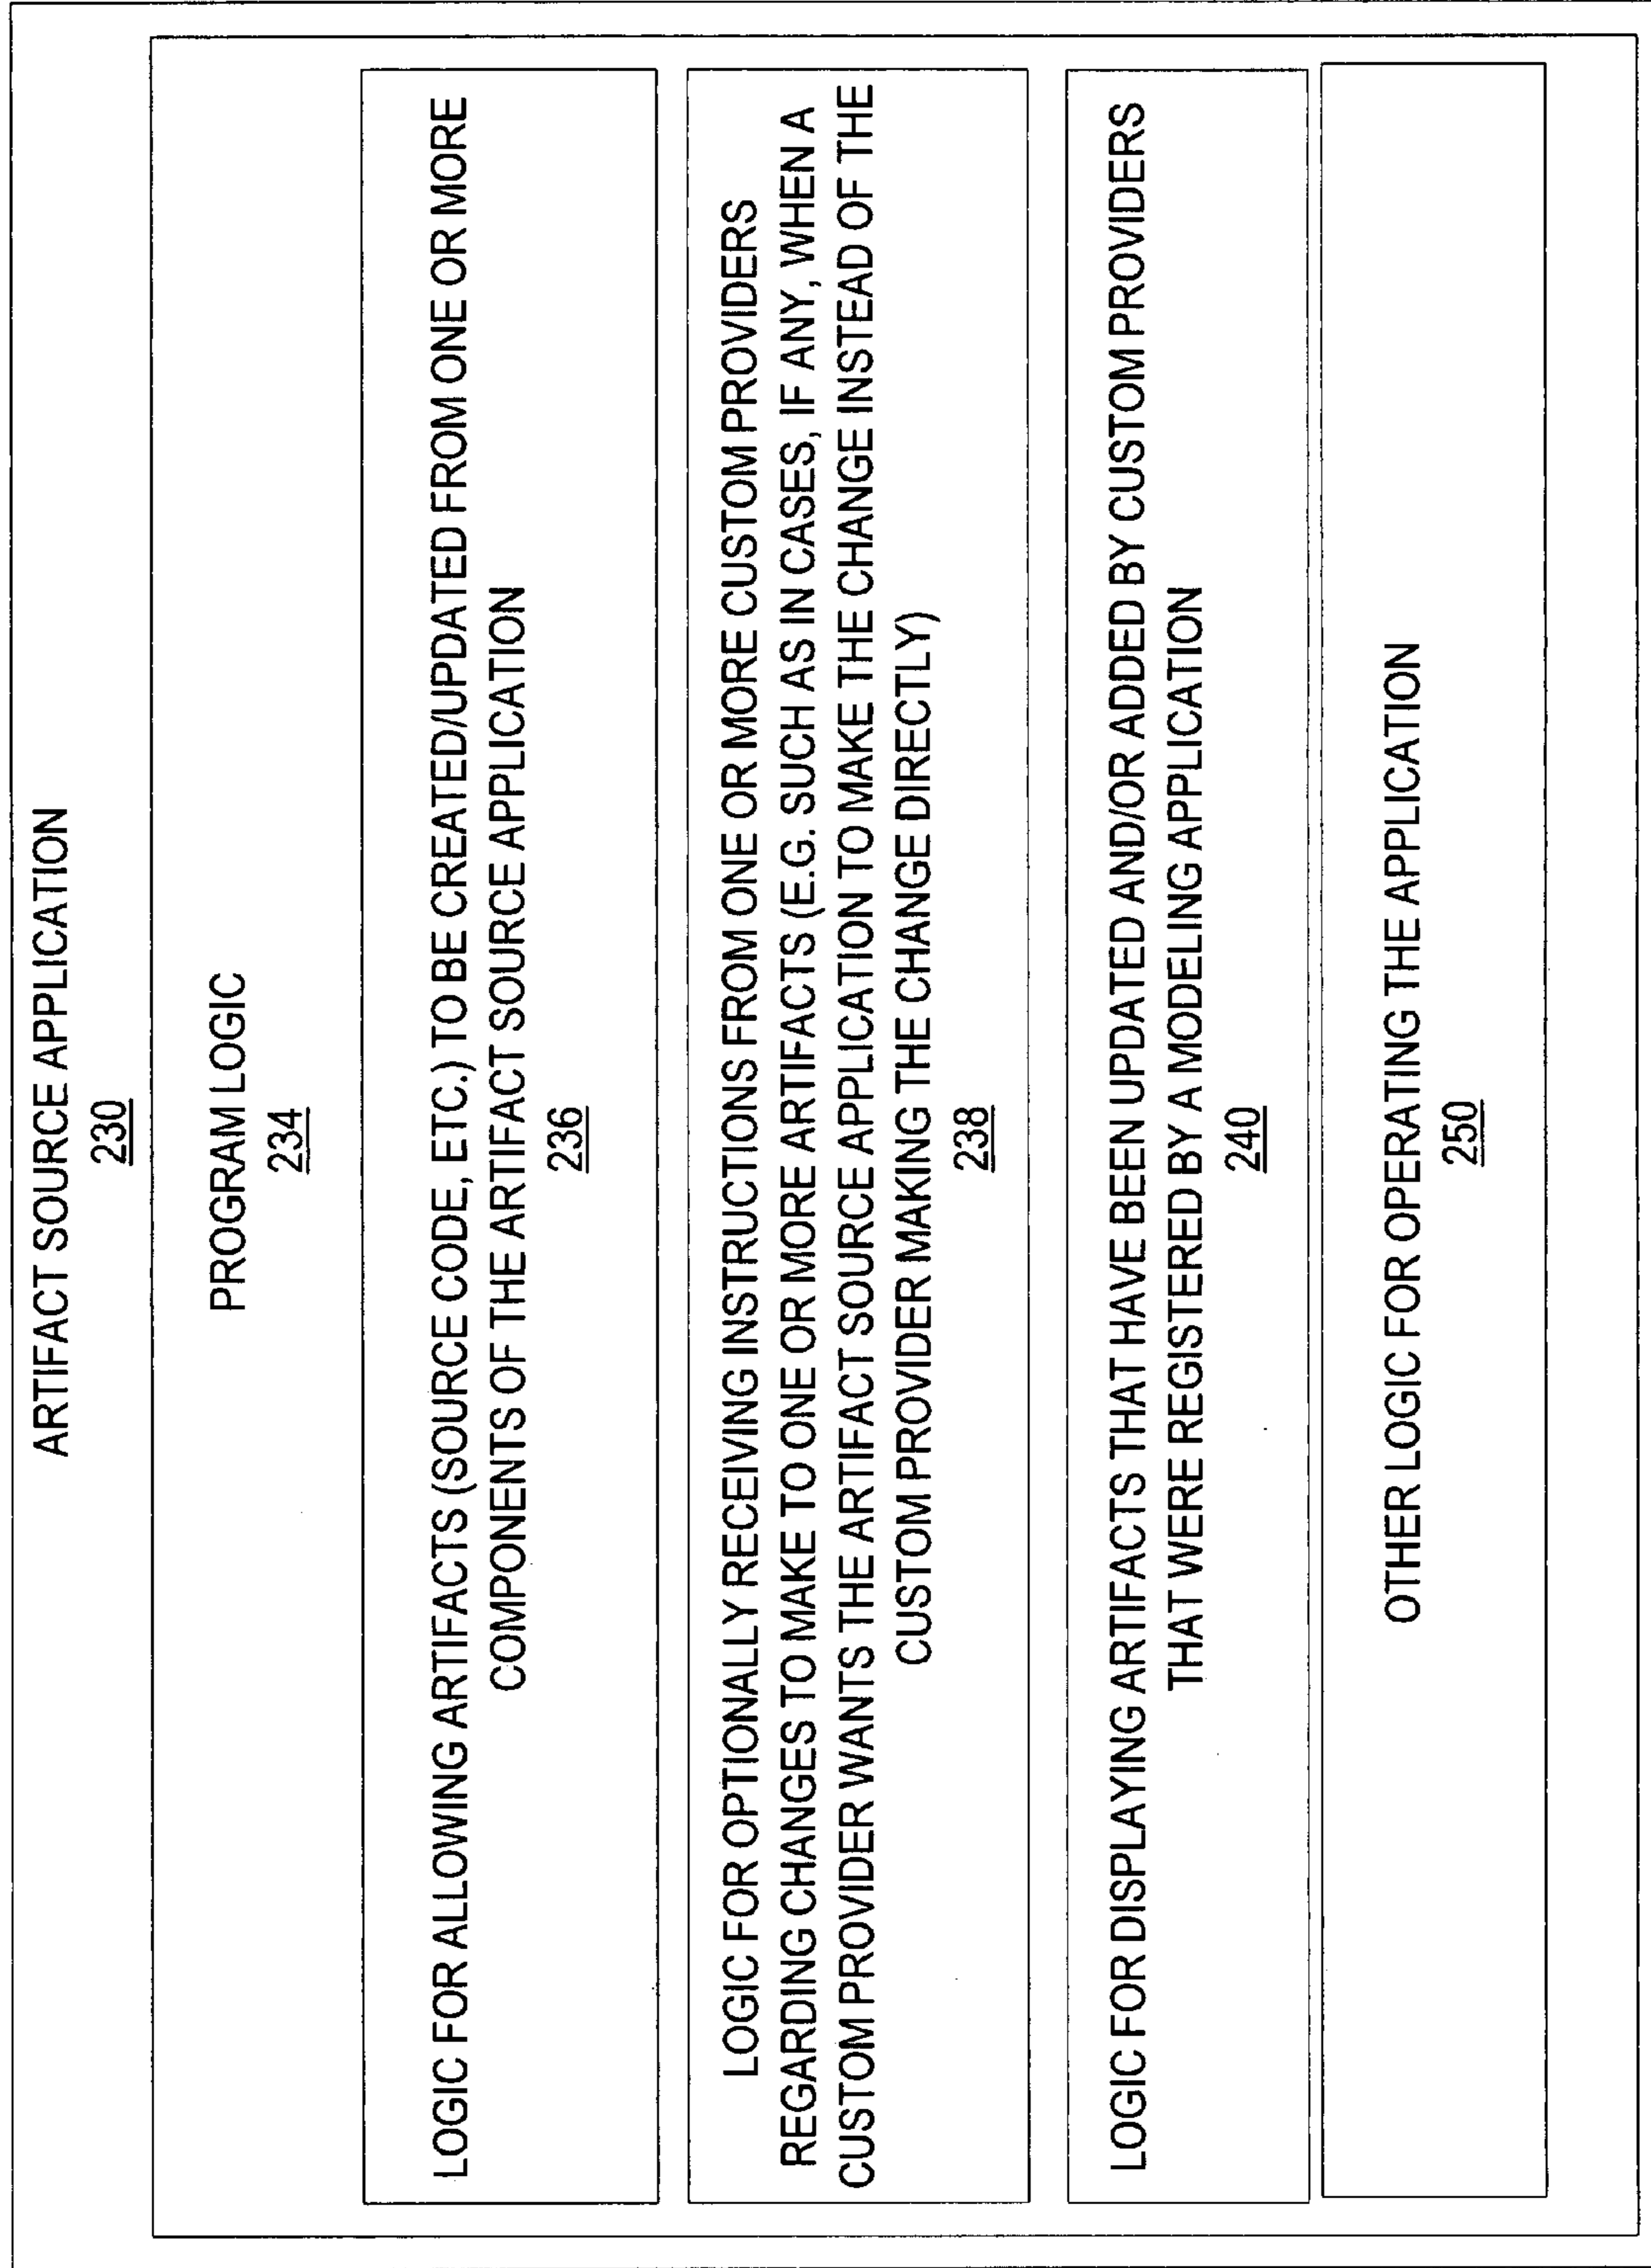 ARTIFACT SOURCE APPLICATION
230
PROGRAM LOGIC
234
LOGIC FOR ALLOWING ARTIFACTS (SOURCE CODE, ETC.) TO BE CREATED/UPDATED FROM ONE OR MORE
COMPONENTS OF THE ARTIFACT SOURCE APPLICATION
236
LOGIC FOR OPTIONALLY RECEIVING INSTRUCTIONS FROM ONE OR MORE CUSTOM PROVIDERS
REGARDING CHANGES TO MAKE TO ONE OR MORE ARTIFACTS (E.G. SUCH AS IN CASES, IF ANY, WHEN A
CUSTOM PROVIDER WANTS THE ARTIFACT SOURCE APPLICATION TO MAKE THE CHANGE INSTEAD OF THE
CUSTOM PROVIDER MAKING THE CHANGE DIRECTLY)
238
LOGIC FOR DISPLAYING ARTIFACTS THAT HAVE BEEN UPDATED AND/OR ADDED BY CUSTOM PROVIDERS
THAT WERE REGISTERED BY A MODELING APPLICATION
240
OTHER LOGIC FOR OPERATING THE APPLICATION
250